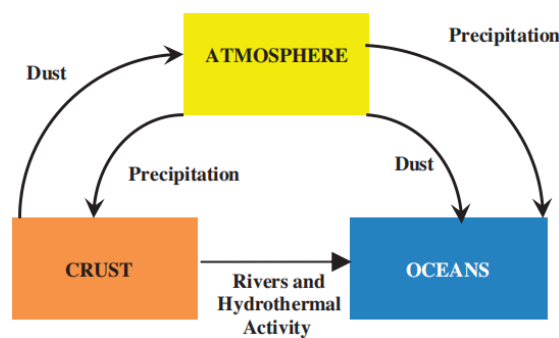 Precipitation
ATMOSPHERE
Dust
Precipitation
Dust
CRUST
OCEANS
Rivers and
Hydrothermal
Activity